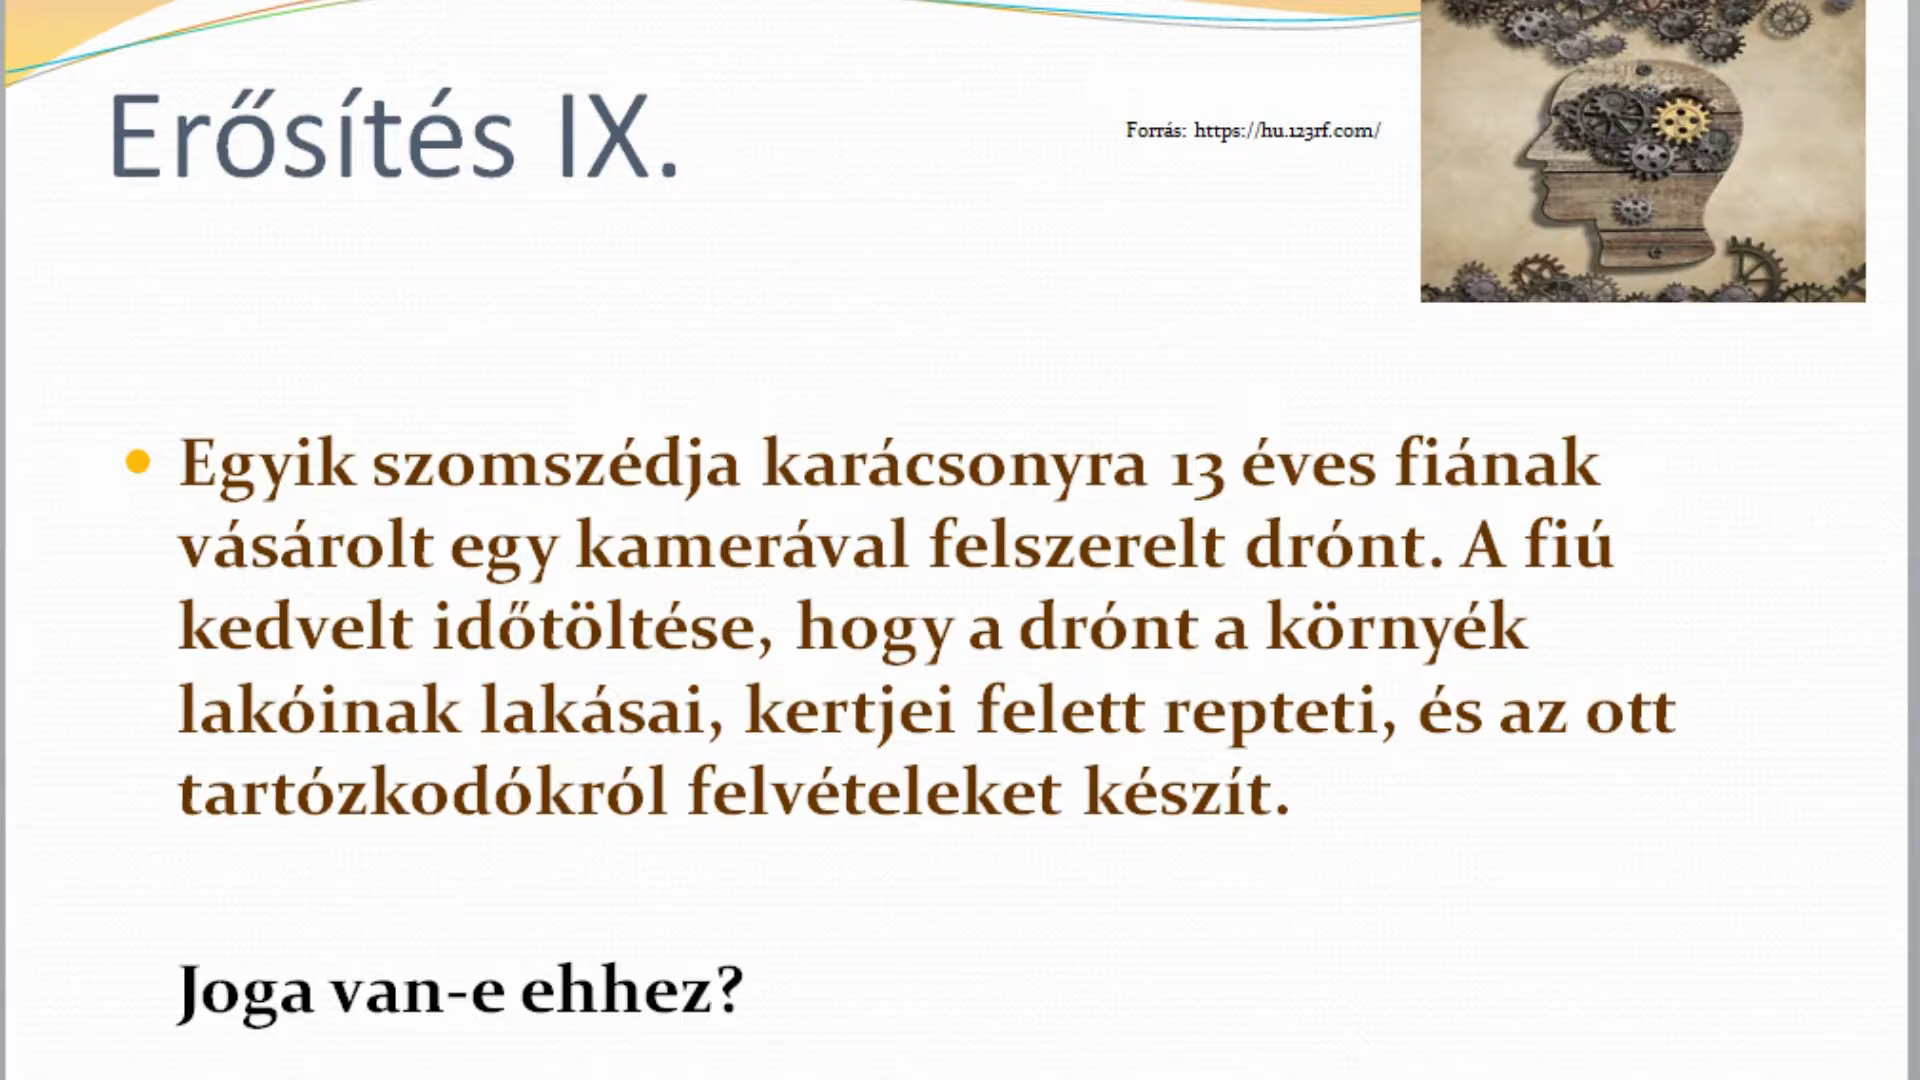 Erősítés IX.
Forrás: https://hu.123rf.com/
• Egyik szomszédja karácsonyra 13 éves fiának
vásárolt egy kamerával felszerelt drónt. A fiú
kedvelt időtöltése, hogy a drónt a környék
lakóinak lakásai, kertjei felett repteti, és az ott
tartózkodókról felvételeket készít.
Joga van-e ehhez?